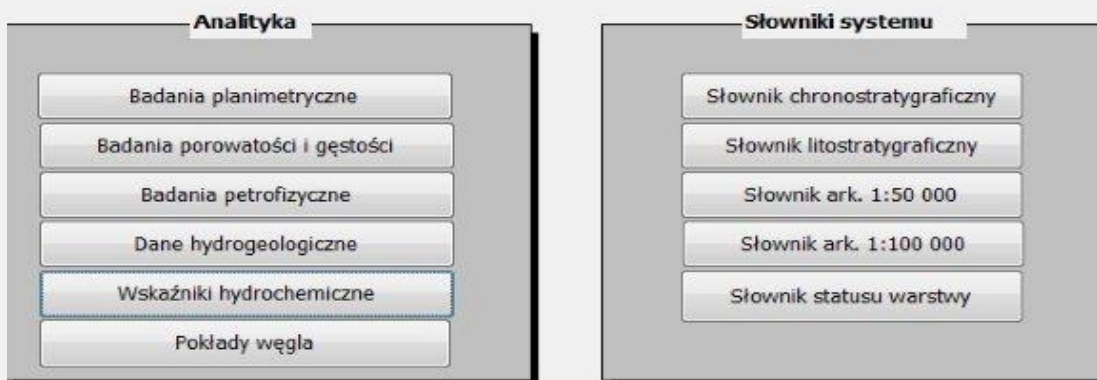 Analityka
Badania planimetryczne
Badania porowatości i gęstości
Badania petrofizyczne
Dane hydrogeologiczne
Wskaźniki hydrochemiczne
Pokłady węgla
Słowniki systemu
Słownik chronostratygraficzny
Słownik litostratygraficzny
Słownik ark. 1:50 000
Słownik ark. 1:100 000
Słownik statusu warstwy